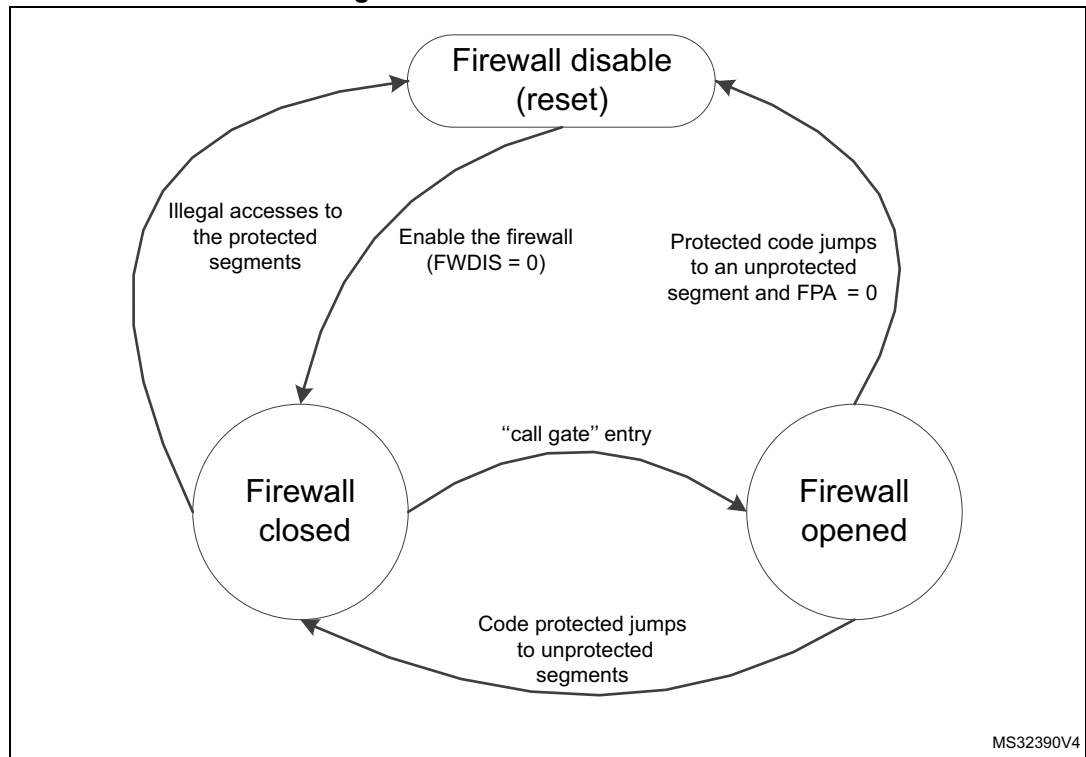 Firewall disable
(reset)
Illegal accesses to
the protected
segments
Enable the firewall
(FWDIS = 0)
Protected code jumps
to an unprotected
segment and FPA  = 0
‘‘call gate’’ entry
Firewall
closed
Firewall
opened
Code protected jumps
to unprotected
segments
MS32390V4